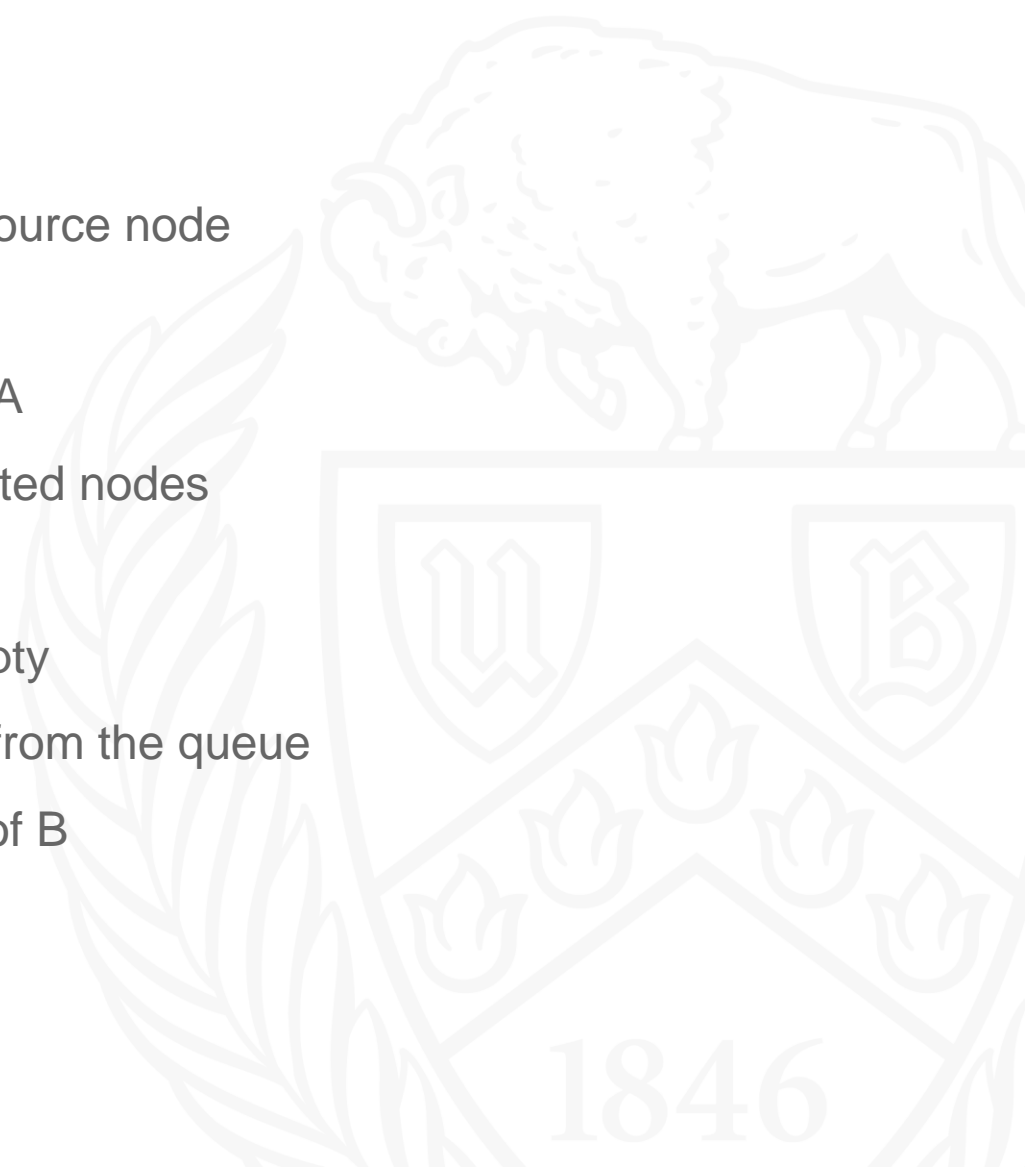 ource node
A
ted nodes
oty
from the queue
of B
U B
1846